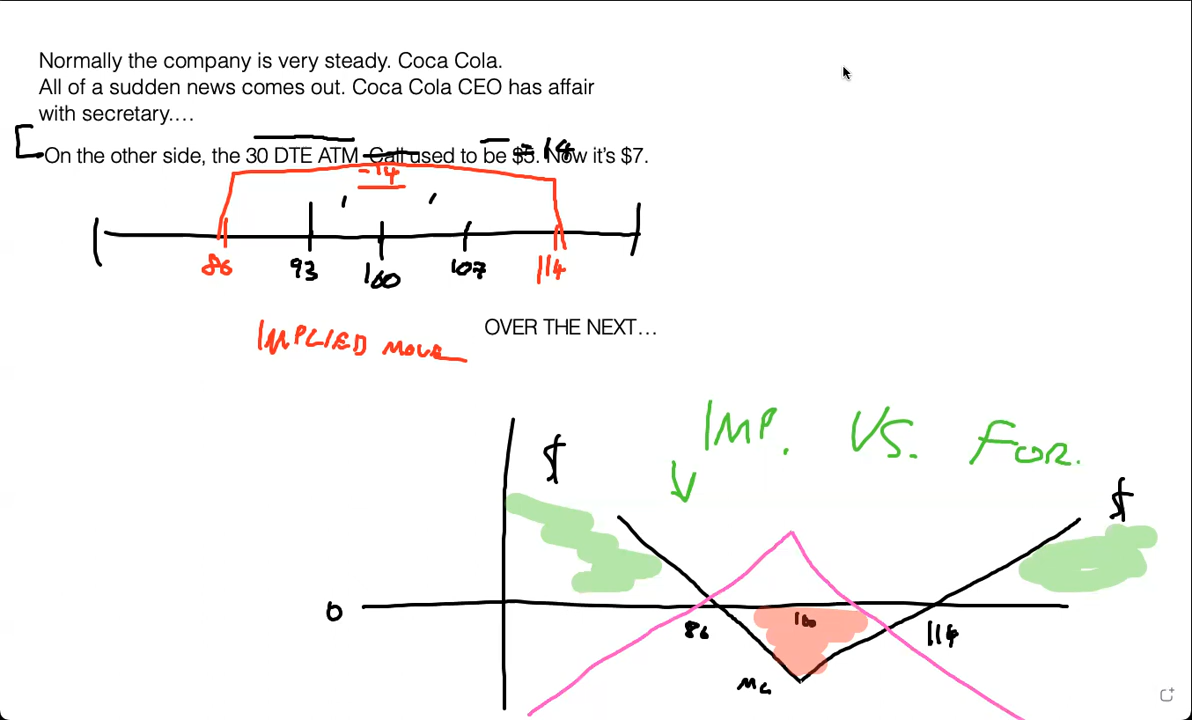 Normally the company is very steady. Coca Cola.
All of a sudden news comes out. Coca Cola CEO has affair
with secretary....
On the other side, the 30 DTE ATM Call used to be $5. Now it's $7.
= 14
-14
86 93 100 107 114
IMPLIED MOVE
OVER THE NEXT...
IMP. VS. FOR.
$ $
0
86 100 114